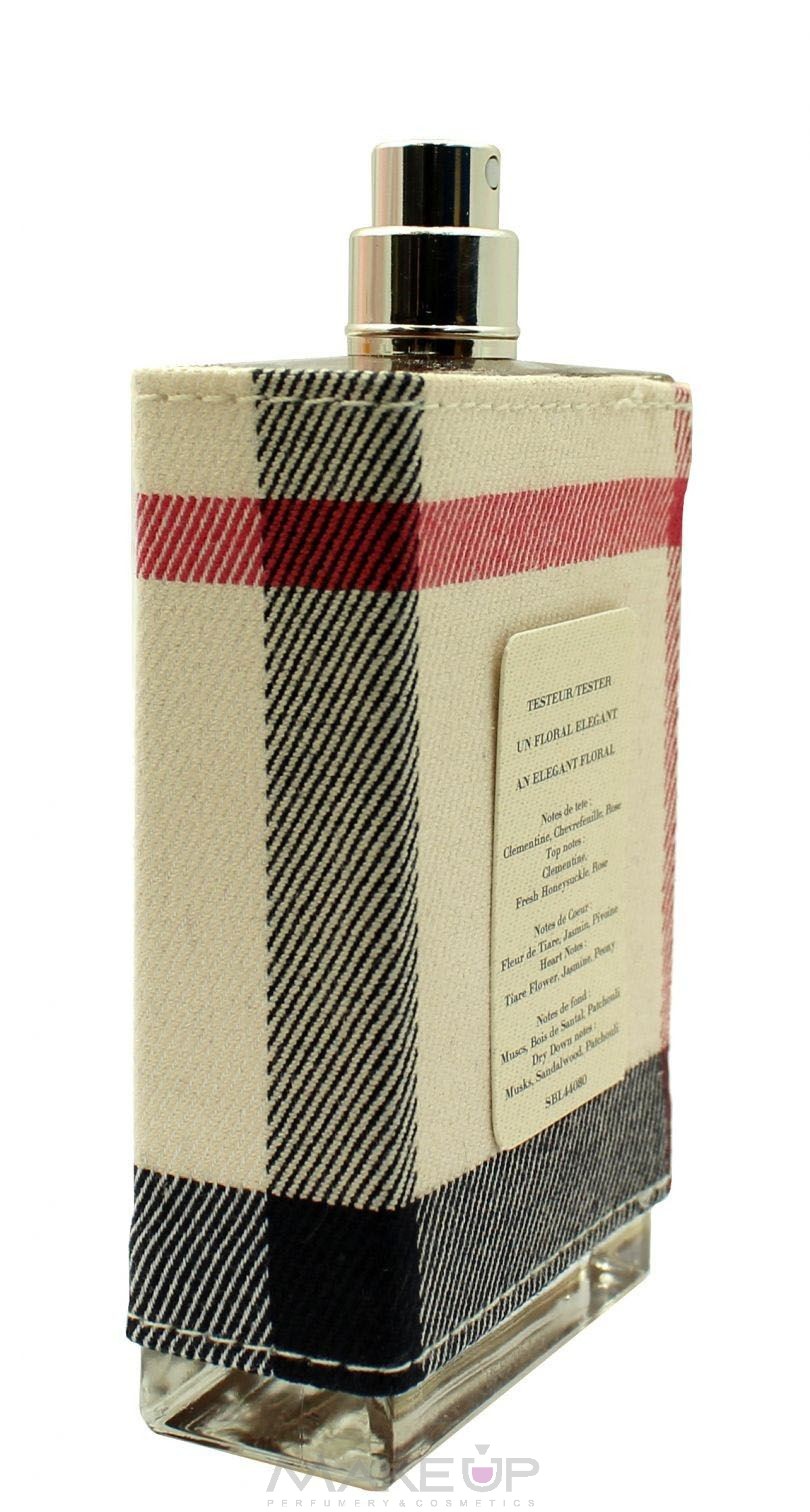 TESTEUR/TESTER
UN FLORAL ELEGANT
AN ELEGANT FLORAL
Notes de tete :
Clementine, Chevrefeuille, Rose
Top notes :
Clementine,
Fresh Honeysuckle, Rose
Notes de Coeur :
Fleur de Tiare, Jasmin, Pivoine
Heart Notes :
Tiare Flower, Jasmine, Peony
Notes de fond :
Muscs, Bois de Santal, Patchouli
Dry Down notes :
Musks, Sandalwood, Patchouli
SBL44080
MAKEUP
PERFUMERY & COSMETICS